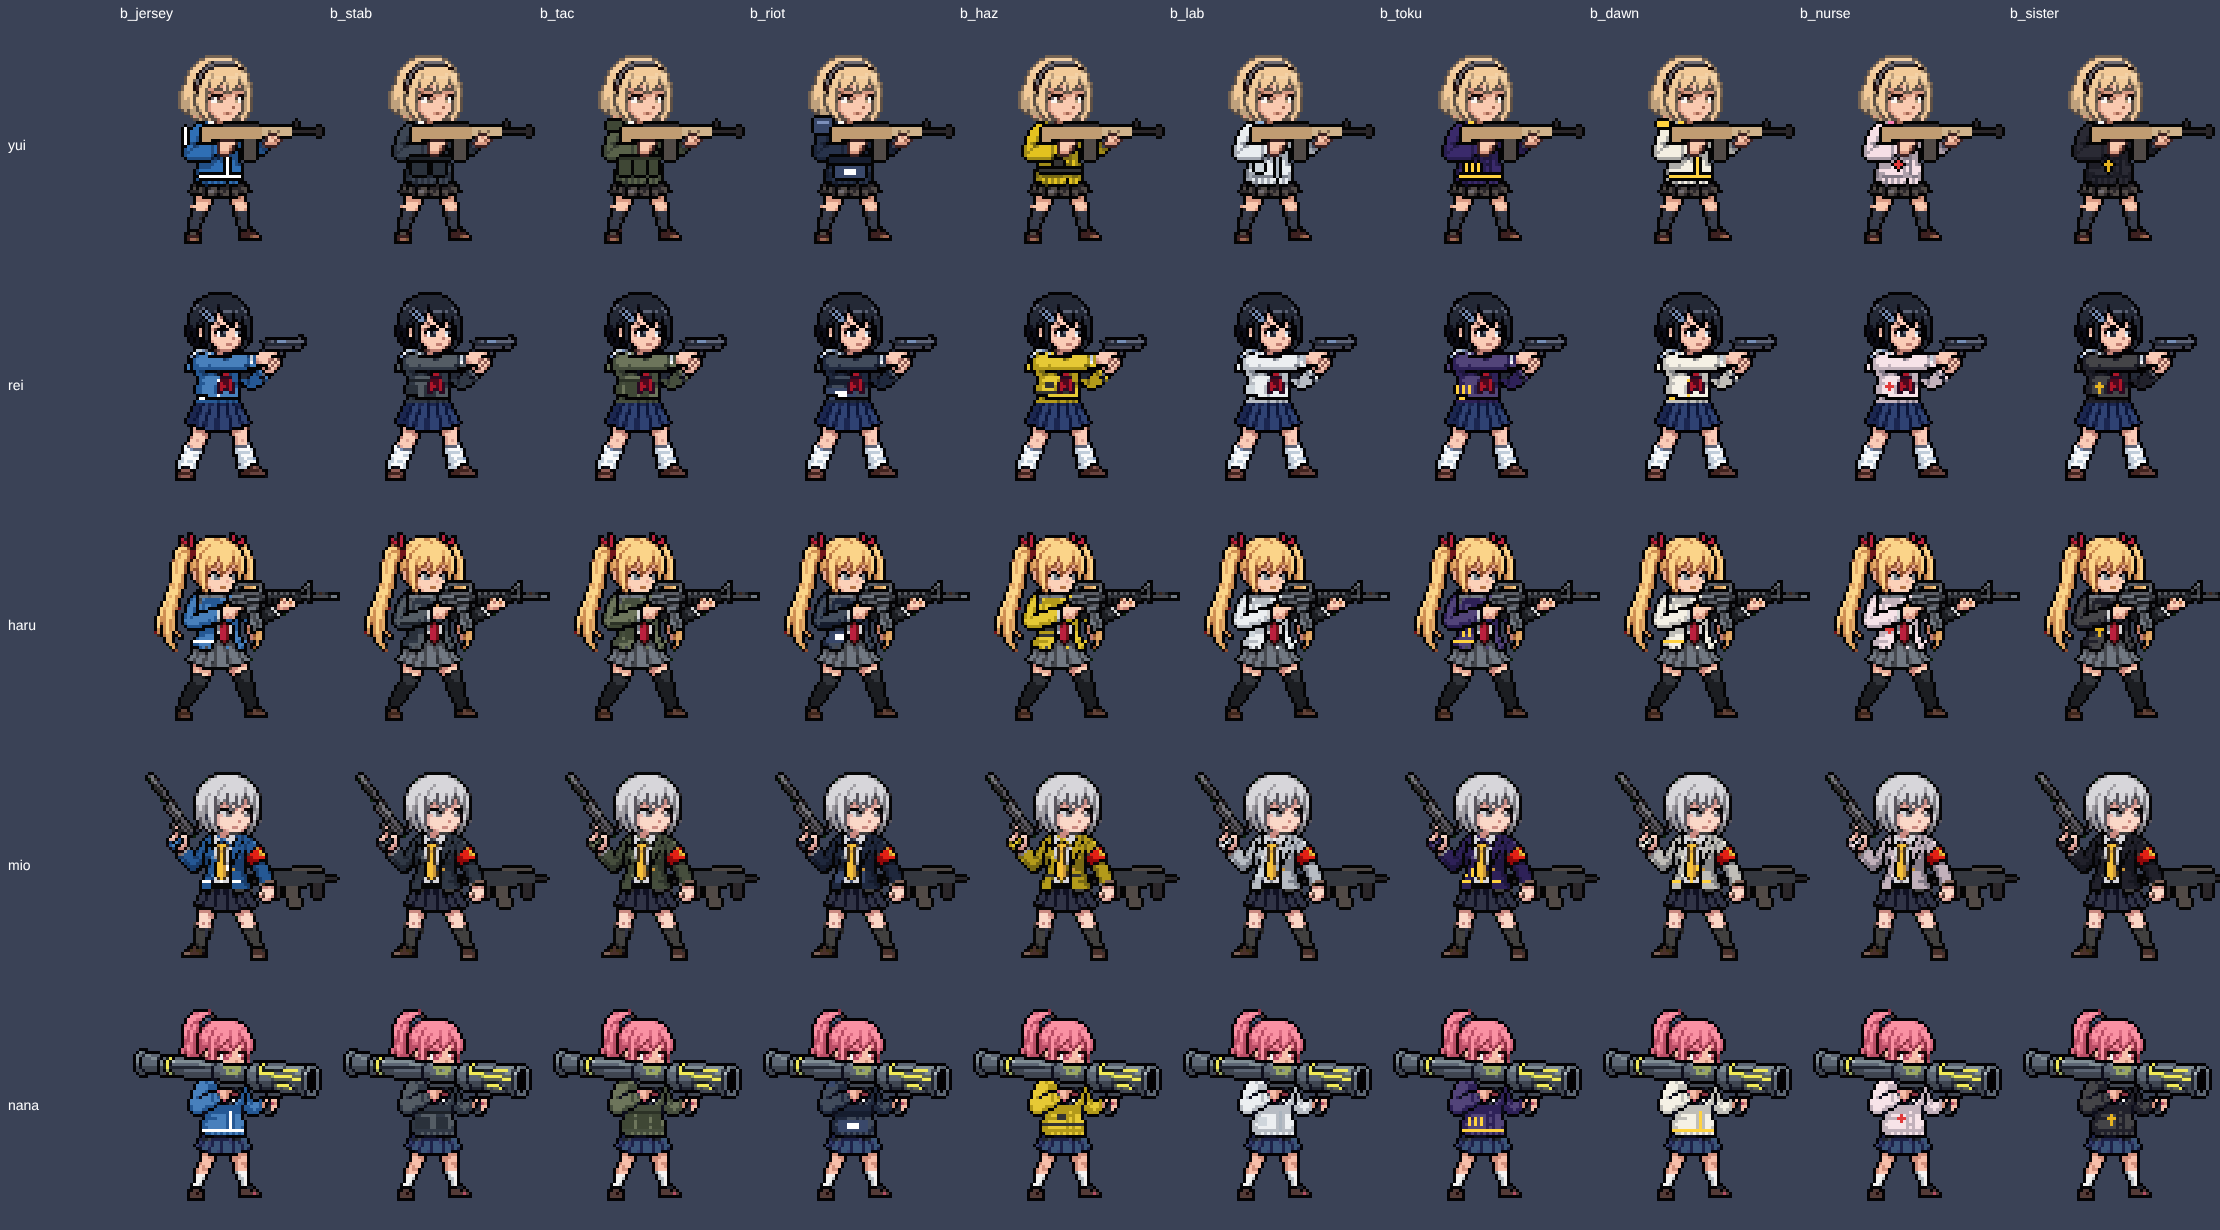 b_jersey b_stab b_tac b_riot b_haz b_lab b_toku b_dawn b_nurse b_sister
yui
rei
haru
mio
nana